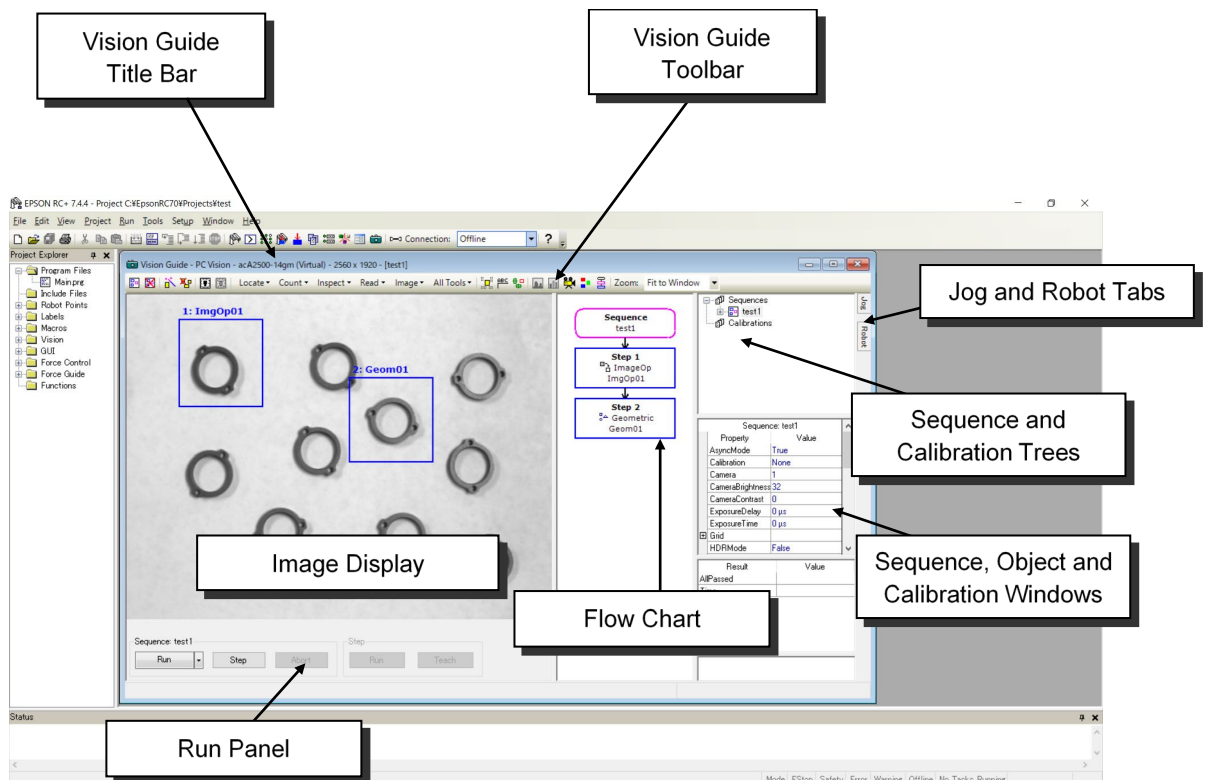 Vision Guide
Title Bar
Vision Guide
Toolbar
EPSON RC+ 7.4.4 - Project C:¥EpsonRC70¥Projects¥test
File Edit View Project Run Tools Setup Window Help
Connection: Offline
Project Explorer
Program Files
Main.prg
Include Files
Robot Points
Labels
Macros
Vision
GUI
Force Control
Force Guide
Functions
Vision Guide - PC Vision - acA2500-14gm (Virtual) - 2560 x 1920 - [test1]
Locate Count Inspect Read Image All Tools ABC Zoom: Fit to Window
1: ImgOp01
2: Geom01
Sequence
test1
Step 1
ImageOp
ImgOp01
Step 2
Geometric
Geom01
Sequences
test1
Calibrations
Jog
Robot
Jog and Robot Tabs
Sequence and
Calibration Trees
Sequence: test1
Property Value
AsyncMode True
Calibration None
Camera 1
CameraBrightness 32
CameraContrast 0
ExposureDelay 0 µs
ExposureTime 0 µs
Grid
HDRMode False
Result Value
AllPassed
Time
Sequence, Object and
Calibration Windows
Image Display
Flow Chart
Sequence: test1
Run Step Abort
Step
Run Teach
Run Panel
Status
Mode EStop Safety Error Warning Offline No Tasks Running